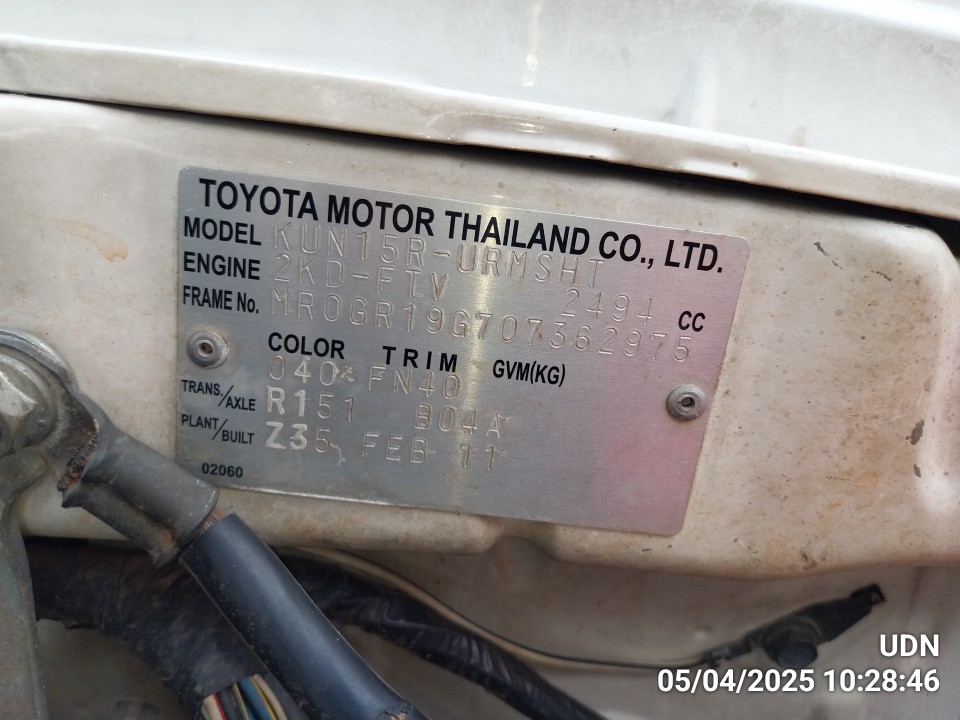 TOYOTA MOTOR THAILAND CO., LTD.
MODEL KUN15R-URMSHT
ENGINE 2KD-FTV 2494 CC
FRAME No. MR0GR19G707362975
COLOR TRIM GVM(KG)
040 FN40
TRANS./AXLE R151 B04A
PLANT/BUILT Z35, FEB 11
02060
UDN
05/04/2025 10:28:46